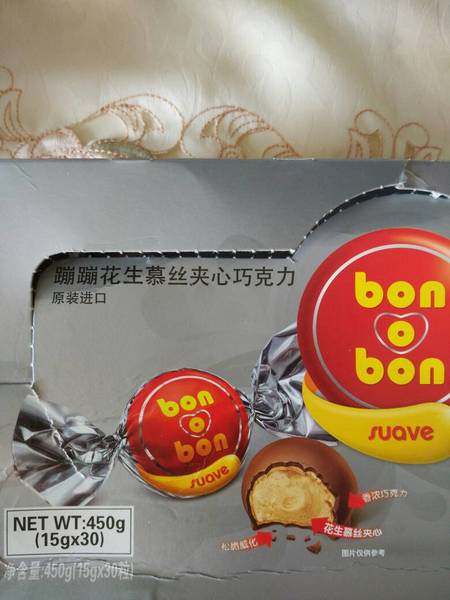 蹦蹦花生慕丝夹心巧克力
原装进口
bon
o
bon
suave
bon
o
bon
suave
香浓巧克力
花生慕丝夹心
松脆威化
图片仅供参考
NET WT:450g
(15gx30)
净含量:450g(15gx30粒)